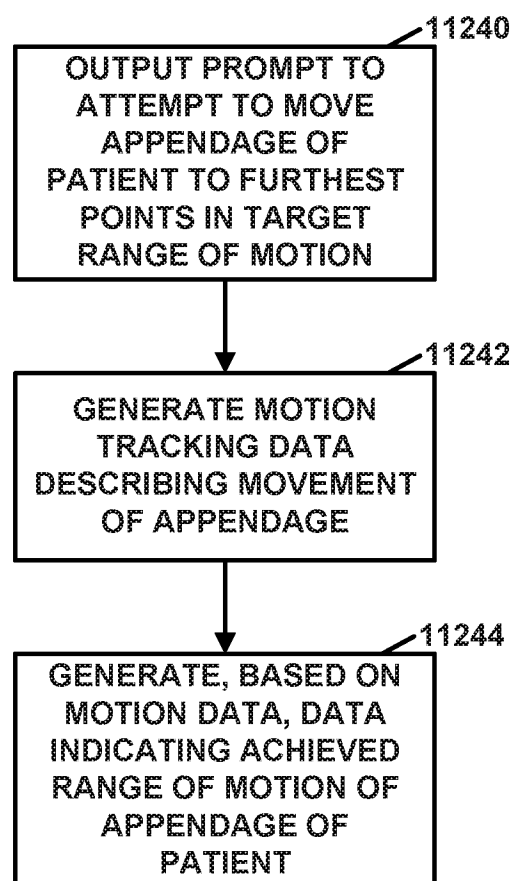 11240
OUTPUT PROMPT TO
ATTEMPT TO MOVE
APPENDAGE OF
PATIENT TO FURTHEST
POINTS IN TARGET
RANGE OF MOTION
11242
GENERATE MOTION
TRACKING DATA
DESCRIBING MOVEMENT
OF APPENDAGE
11244
GENERATE, BASED ON
MOTION DATA, DATA
INDICATING ACHIEVED
RANGE OF MOTION OF
APPENDAGE OF
PATIENT